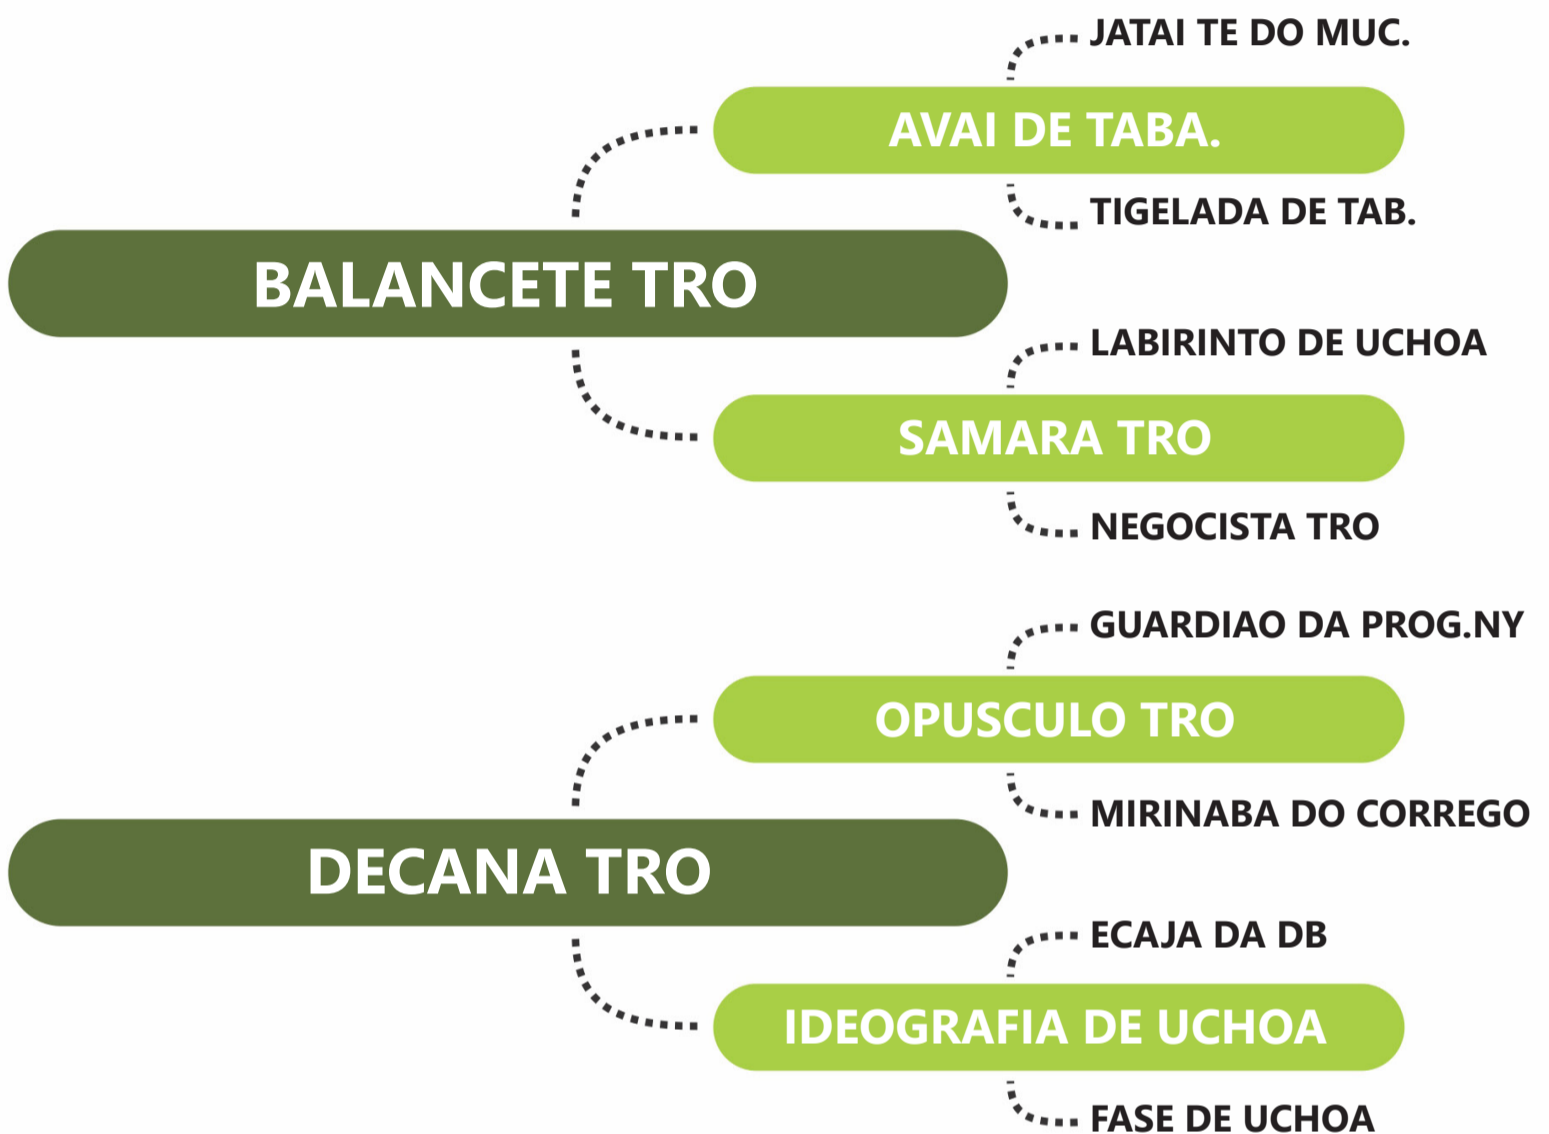 JATAI TE DO MUC.
AVAI DE TABA.
TIGELADA DE TAB.
BALANCETE TRO
LABIRINTO DE UCHOA
SAMARA TRO
NEGOCISTA TRO
GUARDIAO DA PROG.NY
OPUSCULO TRO
MIRINABA DO CORREGO
DECANA TRO
ECAJA DA DB
IDEOGRAFIA DE UCHOA
FASE DE UCHOA